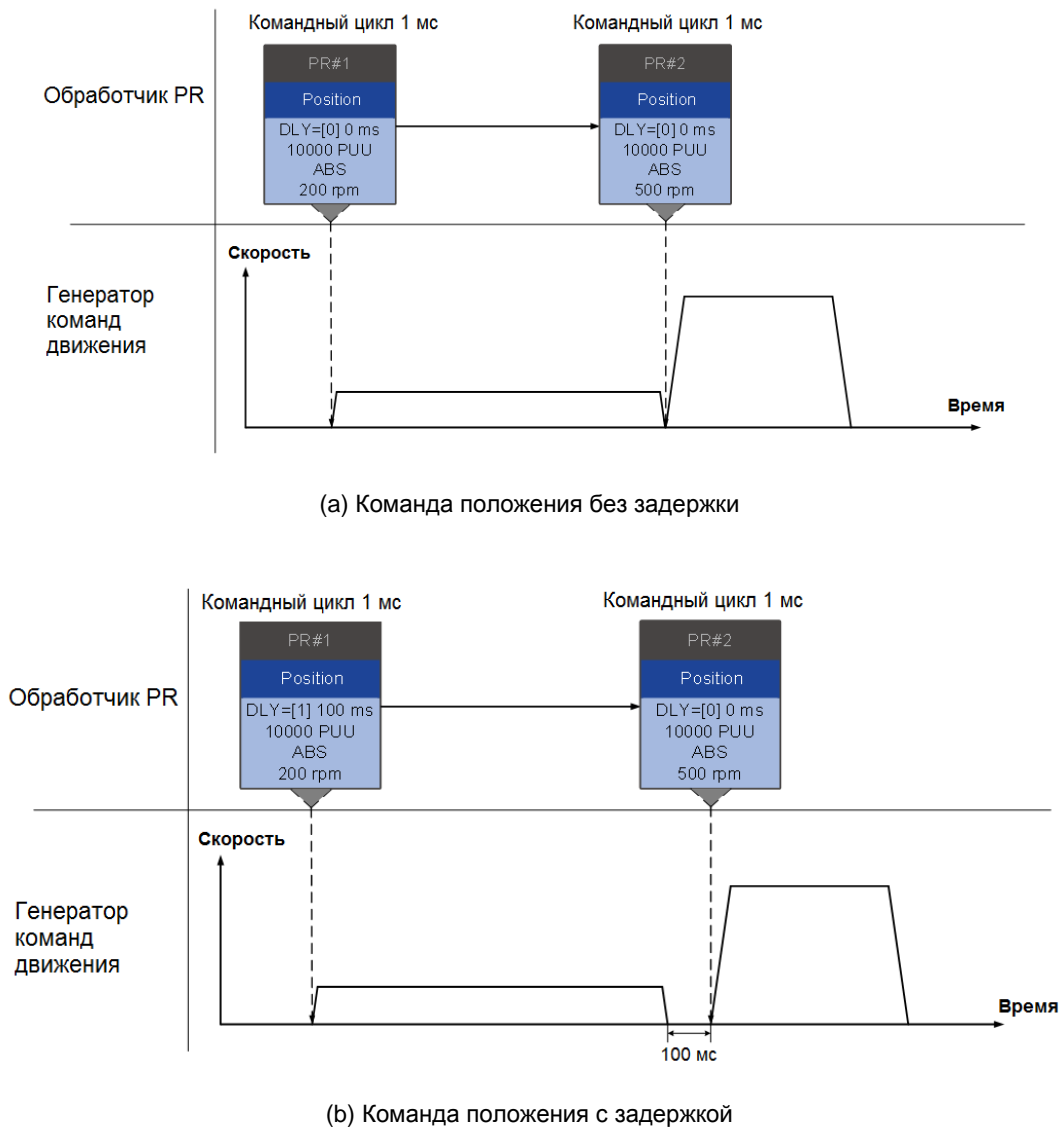 Командный цикл 1 мс
Командный цикл 1 мс
Обработчик PR
PR#1
Position
DLY=[0] 0 ms
10000 PUU
ABS
200 rpm
PR#2
Position
DLY=[0] 0 ms
10000 PUU
ABS
500 rpm
Генератор
команд
движения
Скорость
Время
(a) Команда положения без задержки
Командный цикл 1 мс
Командный цикл 1 мс
Обработчик PR
PR#1
Position
DLY=[1] 100 ms
10000 PUU
ABS
200 rpm
PR#2
Position
DLY=[0] 0 ms
10000 PUU
ABS
500 rpm
Генератор
команд
движения
Скорость
Время
100 мс
(b) Команда положения с задержкой